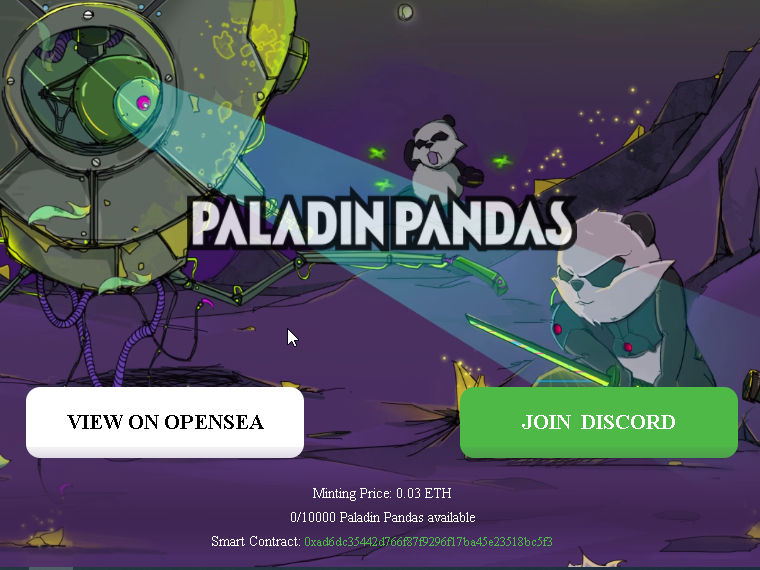 PALADIN PANDAS
VIEW ON OPENSEA
JOIN DISCORD
Minting Price: 0.03 ETH
0/10000 Paladin Pandas available
Smart Contract: 0xad6dc35442d766f87f9296f17ba45e23518bc5f3